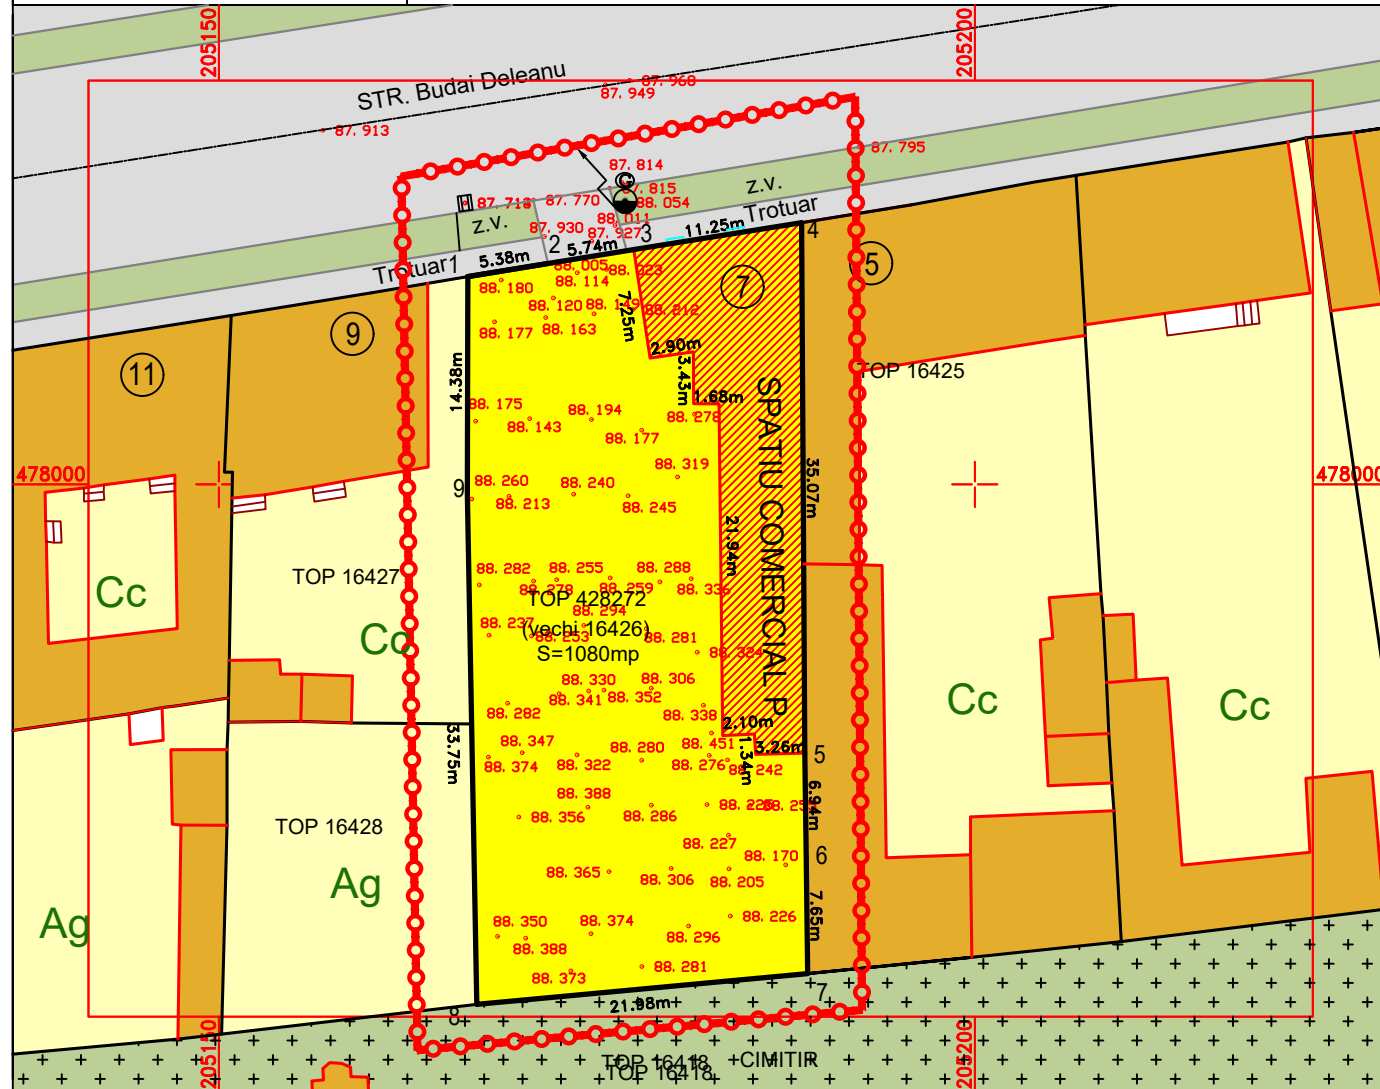 205150
205200
STR. Budai Deleanu
87. 968
87. 949
87. 913
87. 795
87. 814
87. 815
88. 054
z.v.
87. 770
88. 011
Trotuar
z.v.
87. 930
87. 927
11.25m
4
3
2
5.74m
5.38m
Trotuar
1
5
7
9
11
88. 005
88. 023
88. 114
88. 180
88. 120
88. 149
88. 212
7.25m
88. 177
88. 163
2.90m
3.43m
14.38m
TOP 16425
1.68m
88. 175
88. 194
88. 278
88. 143
88. 177
SPATIU COMERCIAL P
88. 319
478000
478000
35.07m
88. 260
88. 240
9
88. 213
88. 245
21.94m
88. 282
88. 255
88. 288
TOP 16427
88. 278
88. 259
88. 336
Cc
TOP 428272
88. 294
88. 237
(vechi 16426)
88. 253
88. 281
Cc
S=1080mp
88. 324
88. 330
88. 306
88. 341
88. 352
Cc
Cc
88. 282
88. 338
2.10m
33.75m
88. 347
88. 280
88. 451
1.34m
3.26m
5
88. 374
88. 322
88. 276
88. 242
88. 388
6.94m
88. 356
88. 286
TOP 16428
88. 227
88. 170
6
88. 365
88. 306
88. 205
Ag
7.65m
Ag
88. 350
88. 374
88. 226
88. 388
88. 296
88. 373
88. 281
21.98m
7
8
205150
205200
TOP 16418
CIMITIR
TOP 16418